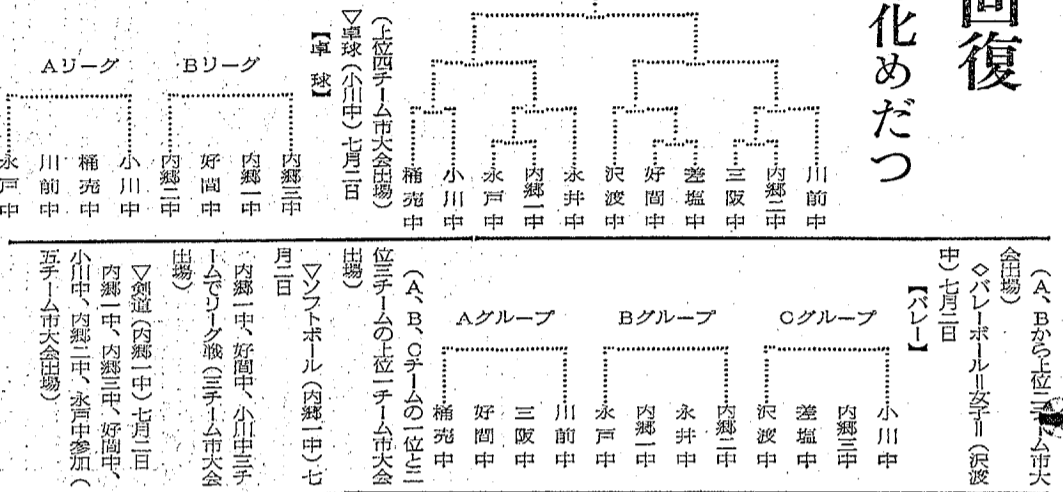 回復
化めだつ
川前中
内郷二中
三阪中
差塩中
好間中
沢渡中
永井中
内郷一中
永戸中
小川中
桶売中
(上位四チーム市大会出場)
▽卓球(小川中)七月二日
【卓球】
Bリーグ
内郷三中
内郷一中
好間中
内郷二中
Aリーグ
小川中
桶売中
川前中
永戸中
(A、Bから上位二チーム市大
会出場)
◇バレーボール=女子=(沢渡
中)七月二日
【バレー】
Cグループ
小川中
内郷三中
差塩中
沢渡中
Bグループ
内郷二中
永井中
内郷一中
永戸中
Aグループ
川前中
三阪中
好間中
桶売中
(A、B、Cチームの一位と二
位三チームの上位一チーム市大会
出場)
▽ソフトボール(内郷一中)七
月二日
内郷一中、好間中、小川中三チ
ームでリーグ戦(三チーム市大会
出場)
▽剣道(内郷一中)七月二日
内郷一中、内郷三中、好間中、
小川中、内郷二中、永戸中参加(
五チーム市大会出場)